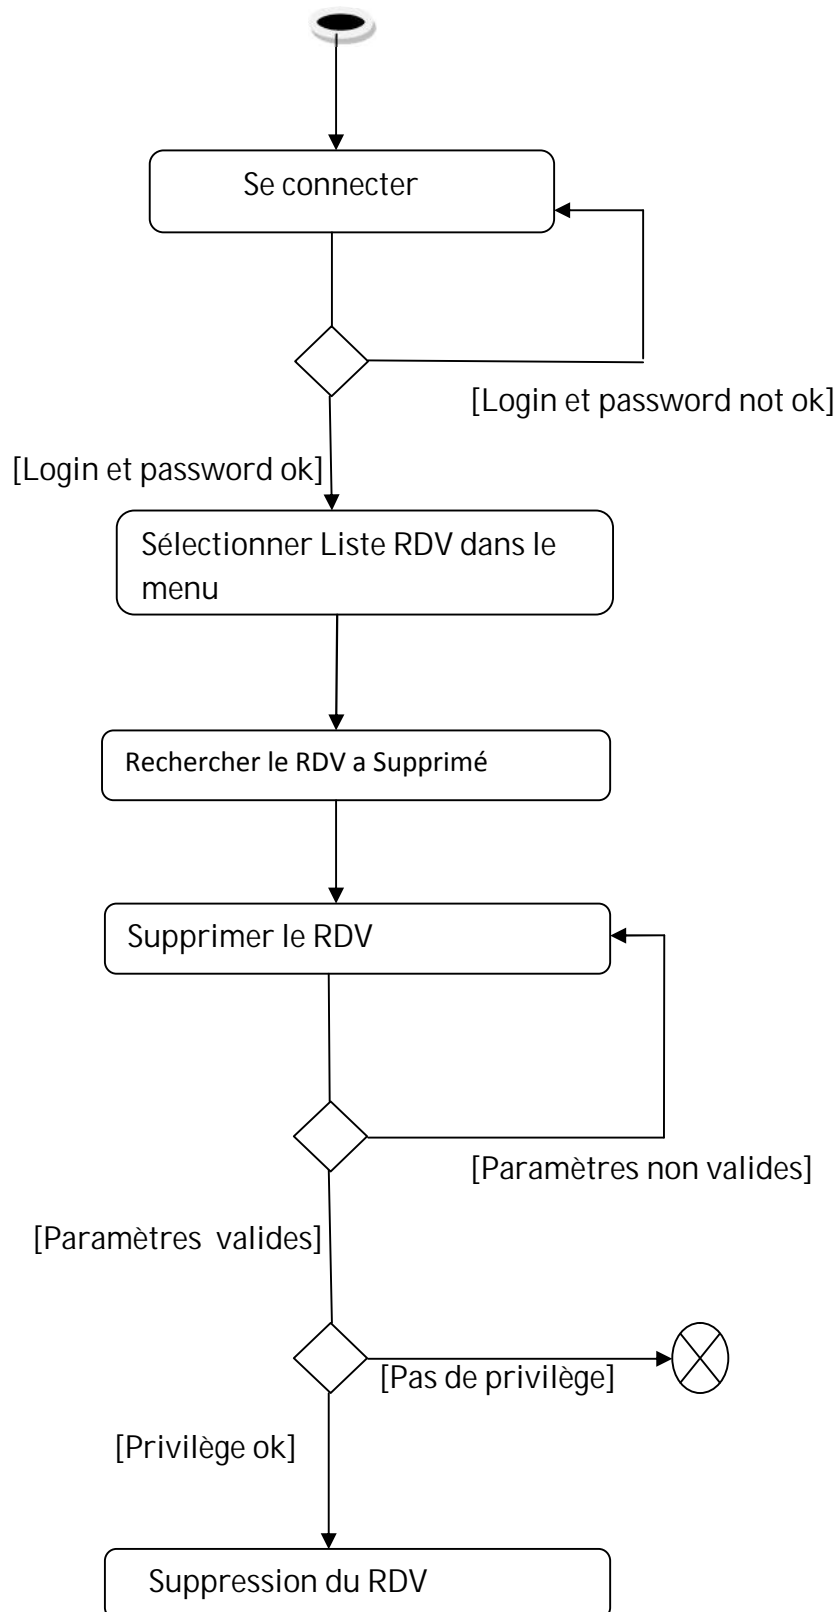 Se connecter
[Login et password not ok]
[Login et password ok]
Sélectionner Liste RDV dans le
menu
Rechercher le RDV a Supprimé
Supprimer le RDV
[Paramètres non valides]
[Paramètres  valides]
[Pas de privilège]
[Privilège ok]
Suppression du RDV